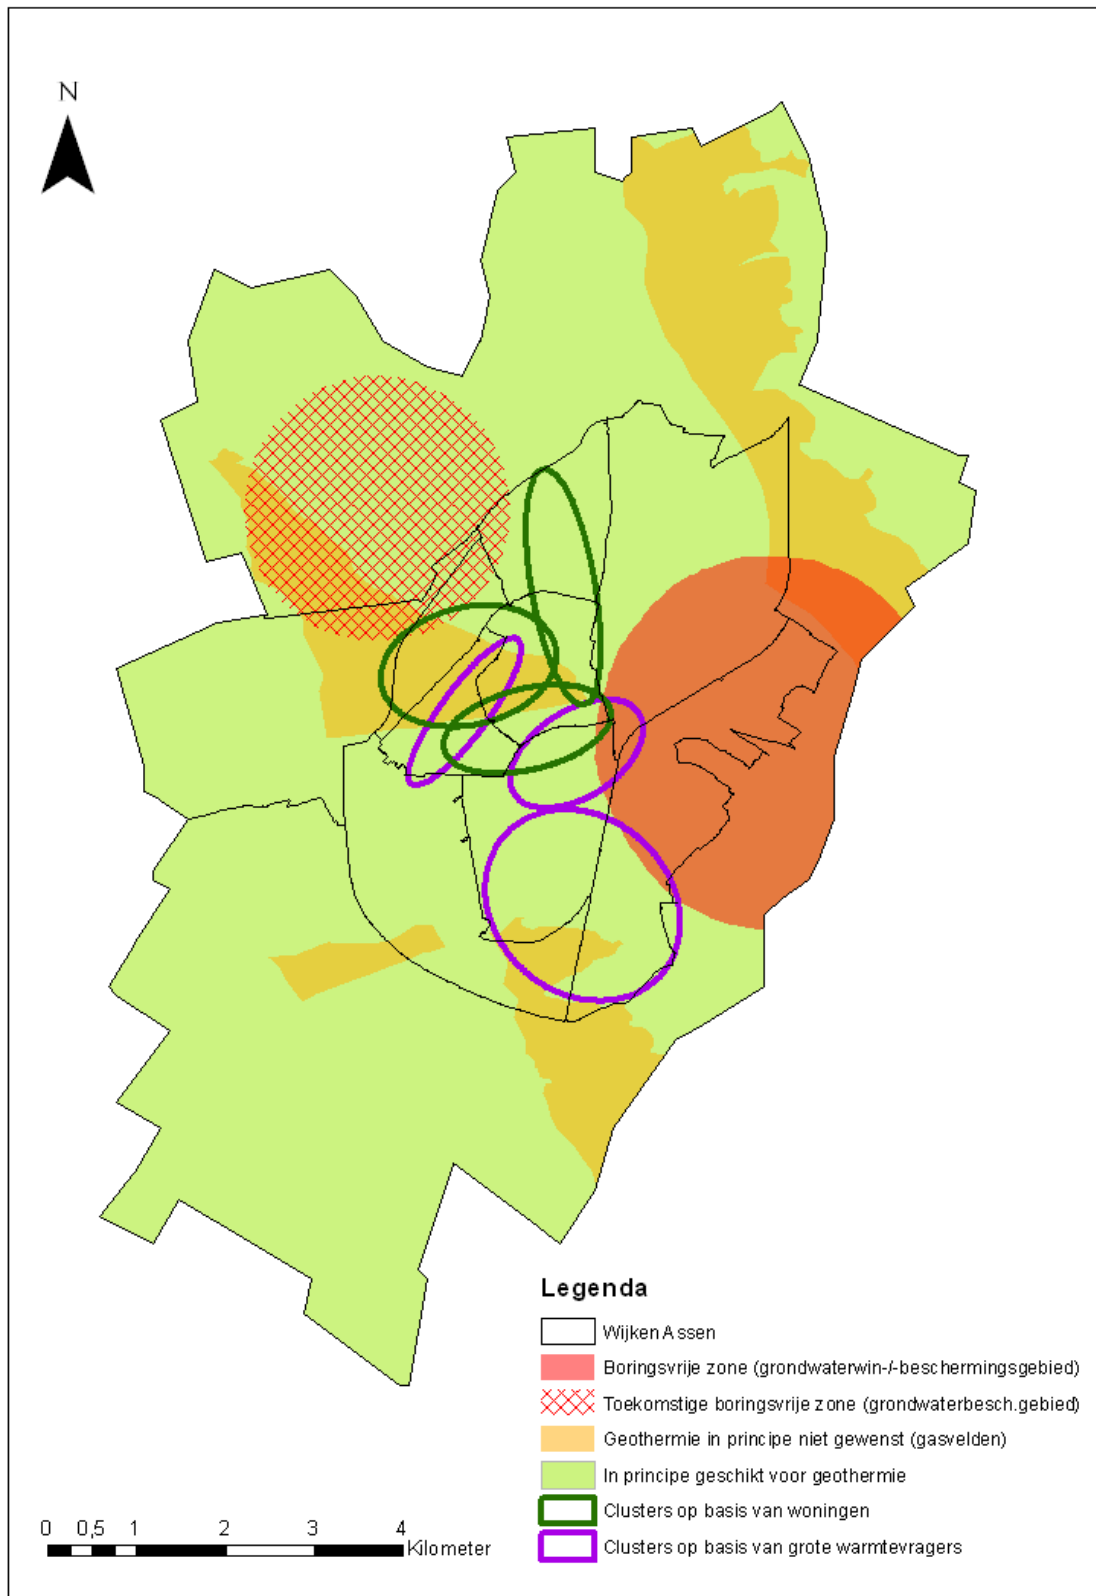 N
Legenda
Wijken Assen
Boringsvrije zone (grondwaterwin-/-beschermingsgebied)
Toekomstige boringsvrije zone (grondwaterbesch.gebied)
Geothermie in principe niet gewenst (gasvelden)
In principe geschikt voor geothermie
Clusters op basis van woningen
Clusters op basis van grote warmtevragers
0 0,5 1 2 3 4
Kilometer